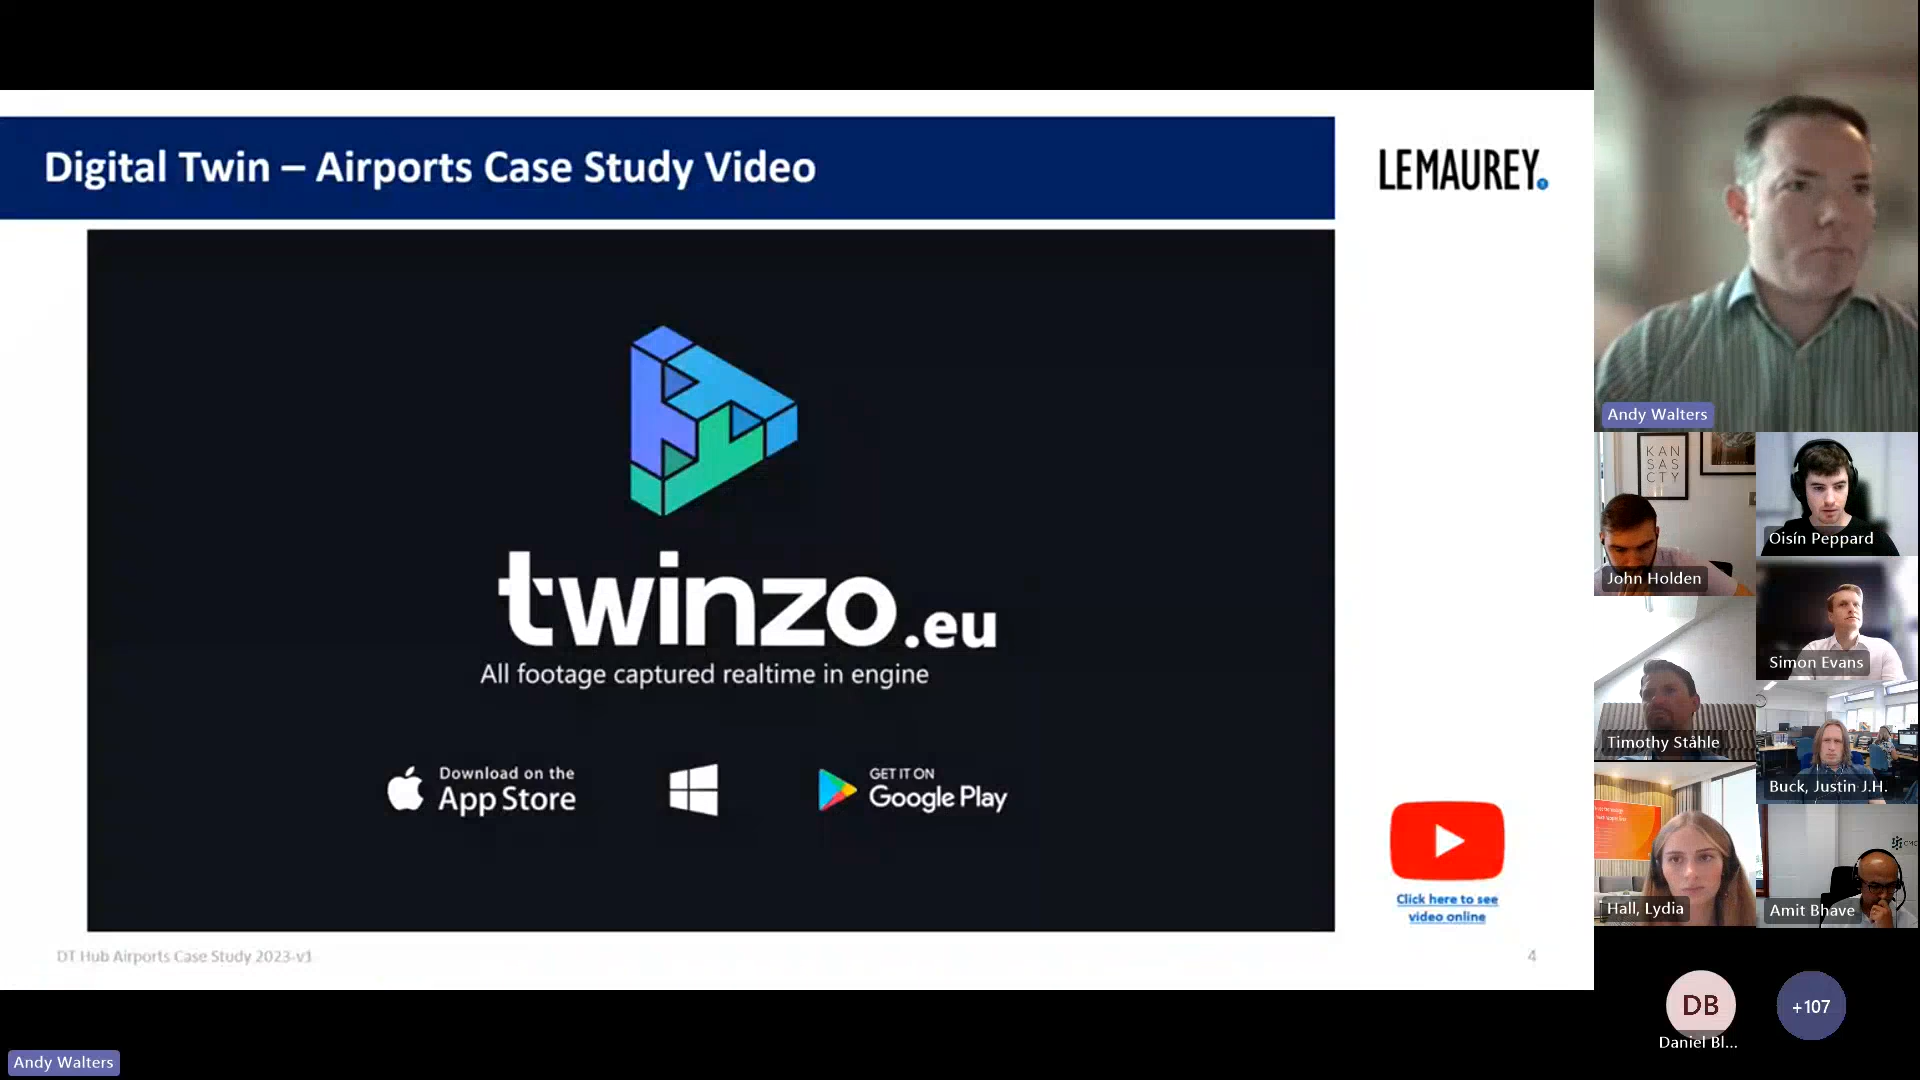 Digital Twin – Airports Case Study Video
LEMAUREY.
twinzo.eu
All footage captured realtime in engine
Download on the
App Store
GET IT ON
Google Play
Click here to see
video online
DT Hub Airports Case Study 2023-v1
4
Andy Walters
Andy Walters
KAN
SAS
CTY
John Holden
Oisín Peppard
Simon Evans
Timothy Ståhle
Buck, Justin J.H.
Hall, Lydia
Amit Bhave
DB
Daniel Bl...
+107